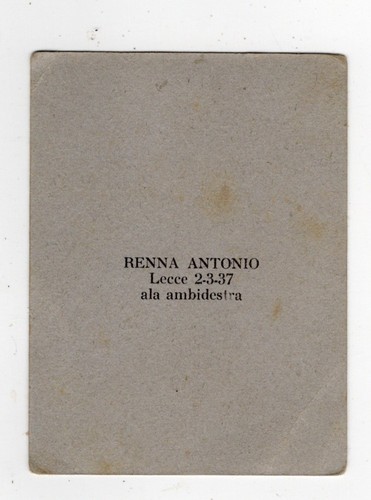 RENNA ANTONIO
Lecce 2-3-37
ala ambidestra